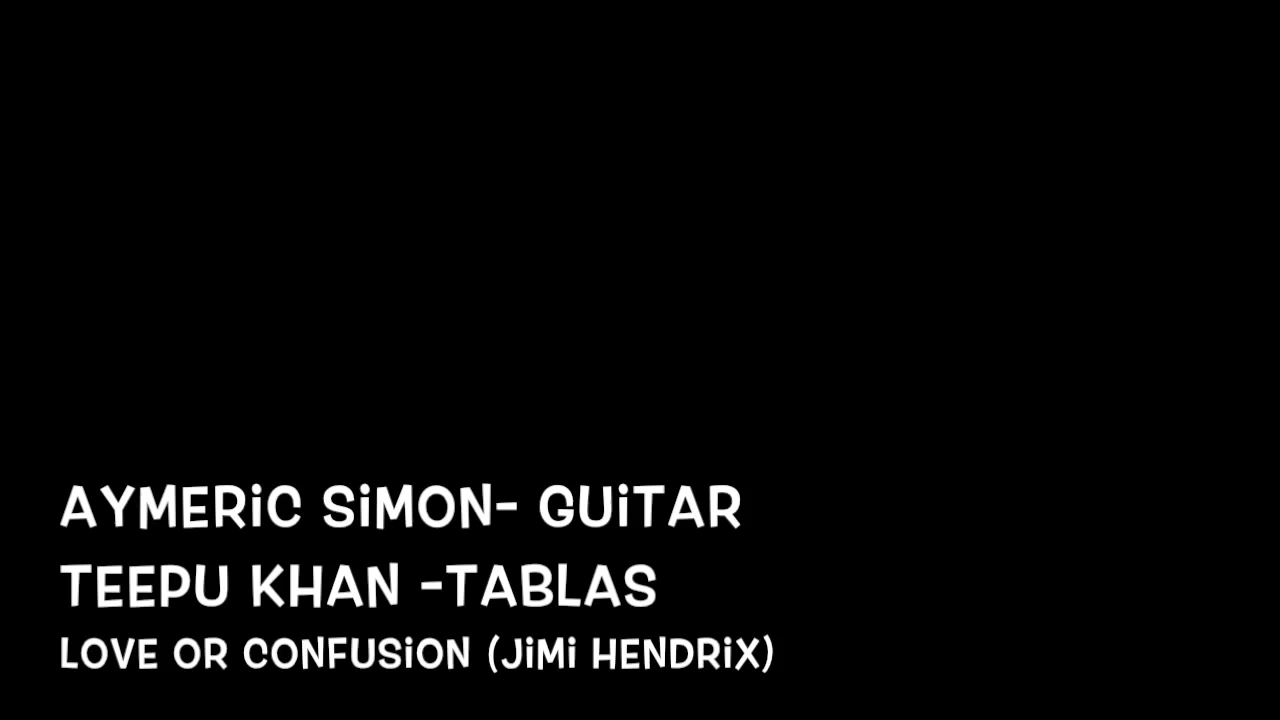 AYMERiC SiMON- GUiTAR
TEEPU KHAN -TABLAS
LOVE OR CONFUSiON (JiMi HENDRiX)